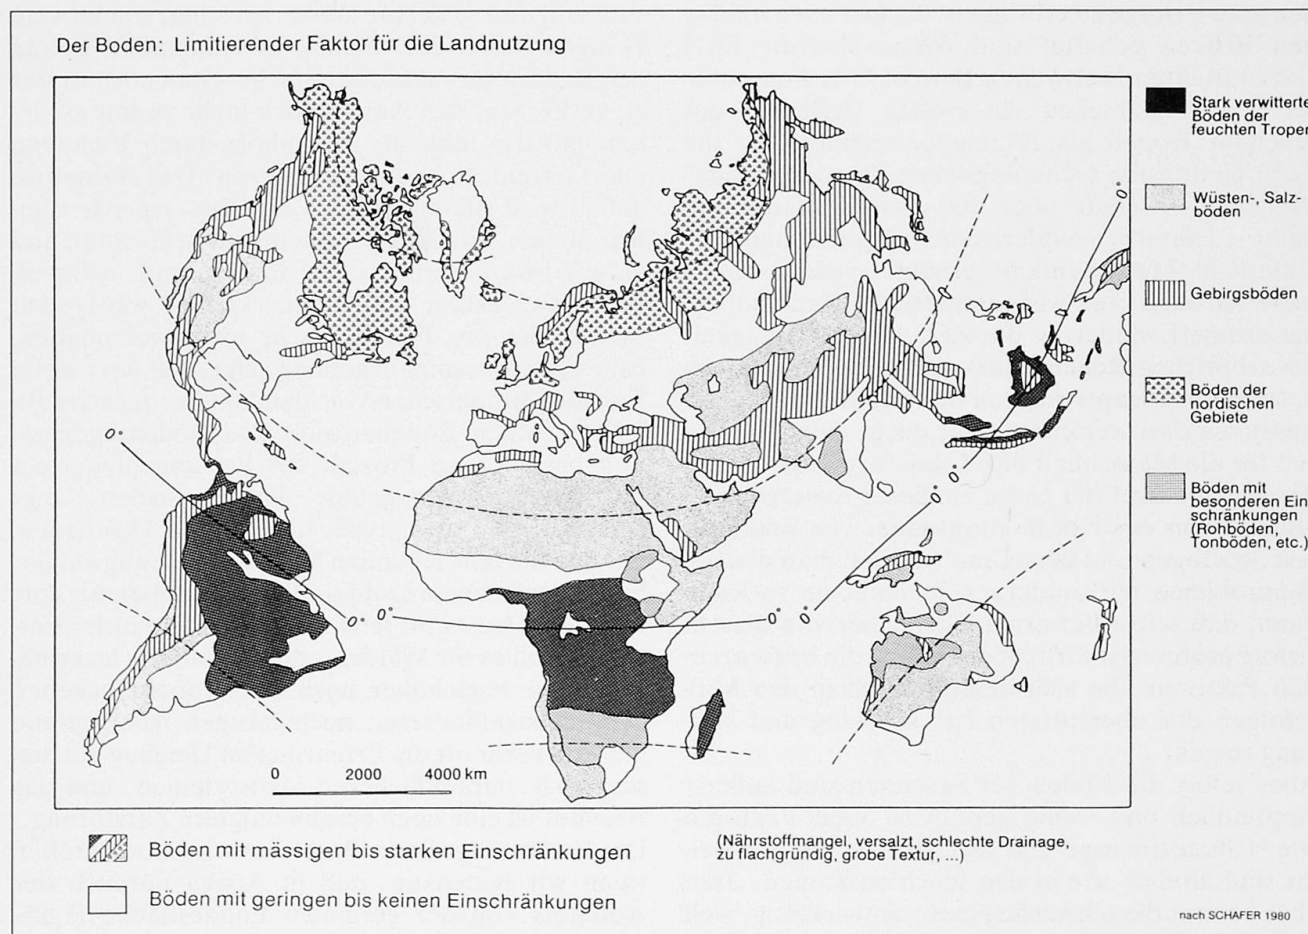 Der Boden: Limitierender Faktor für die Landnutzung
Stark verwitterte
Böden der
feuchten Tropen
Wüsten-, Salz-
böden
Gebirgsböden
Böden der
nordischen
Gebiete
Böden mit
besonderen Ein
schränkungen
(Rohböden,
Tonböden, etc.)
0°
0°
0°
0°
0 2000 4000 km
Böden mit mässigen bis starken Einschränkungen
(Nährstoffmangel, versalzt, schlechte Drainage,
zu flachgründig, grobe Textur, ...)
Böden mit geringen bis keinen Einschränkungen
nach SCHAFER 1980